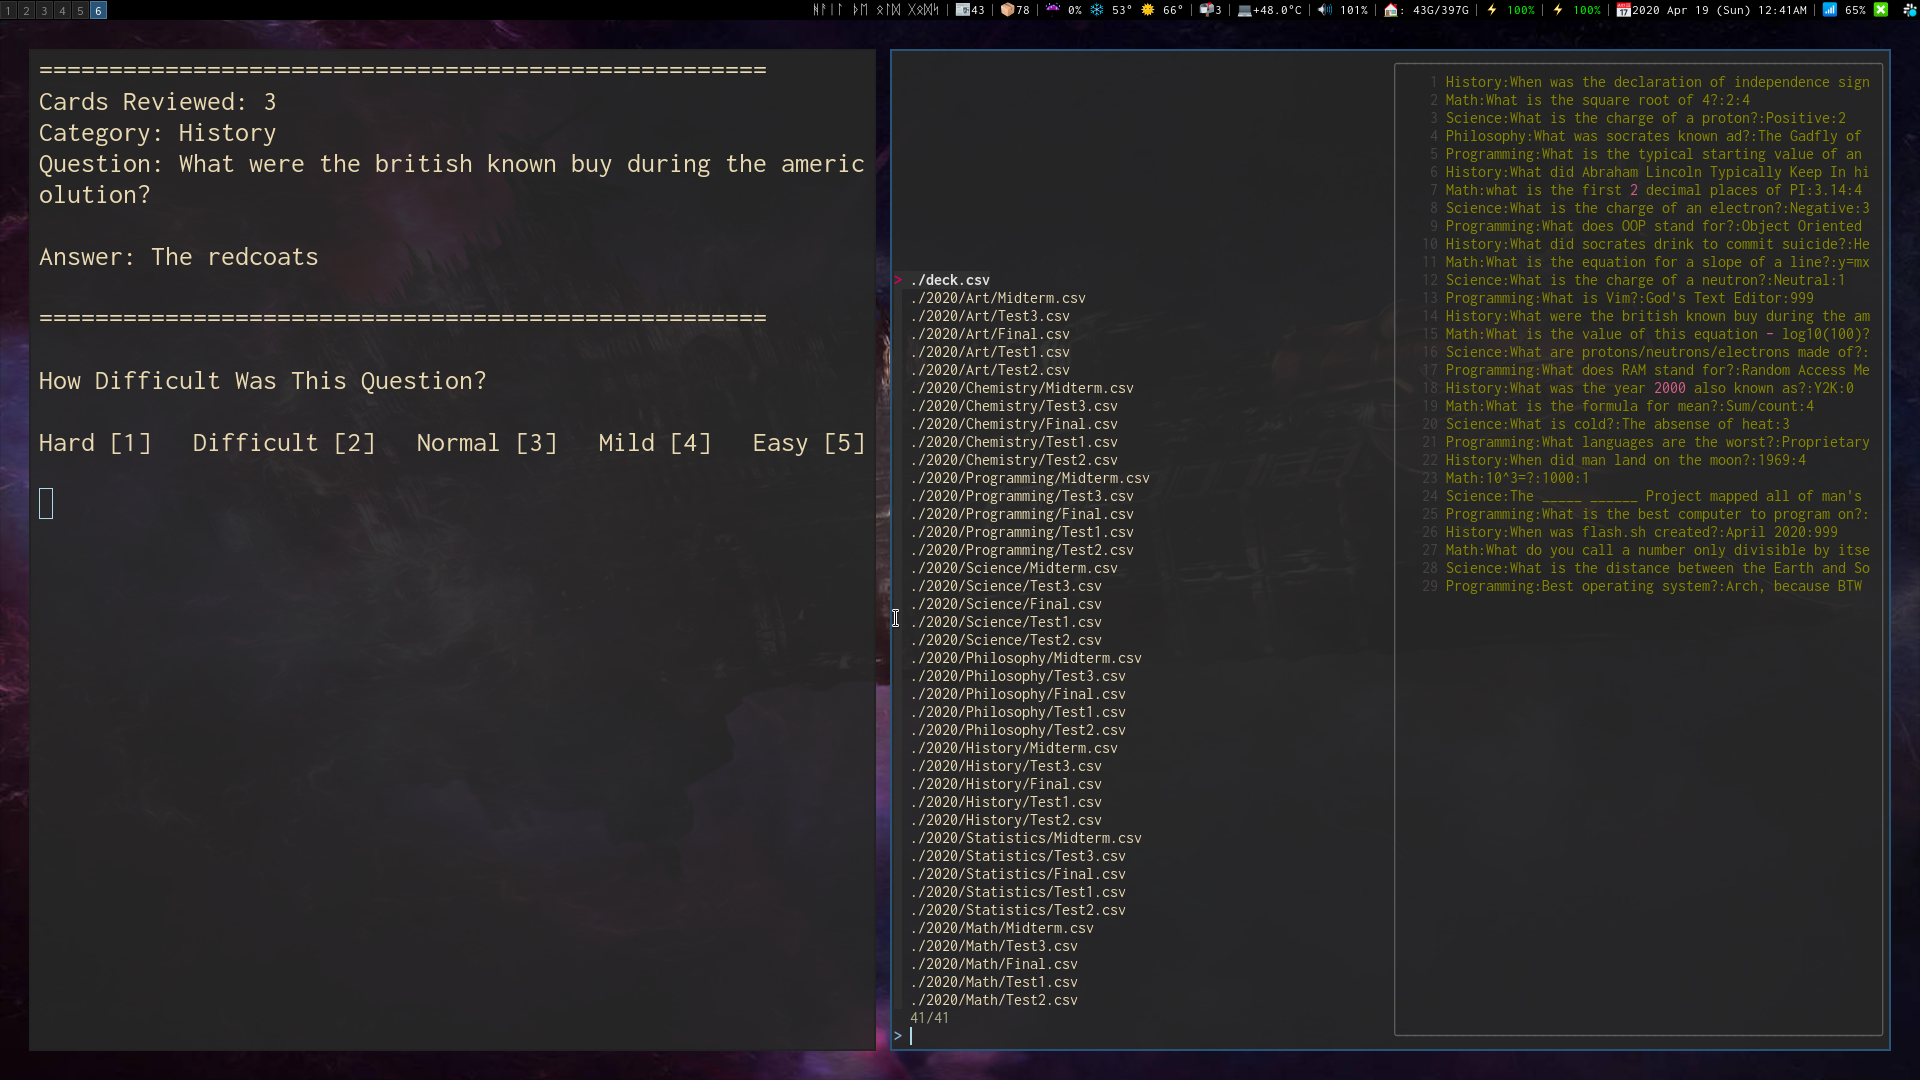 1 2 3 4 5 6
ᚺᚨᛁᛚ ᚦᛖ ᛟᛚᛞ ᚷᛟᛞᛊ | 43 | 78 | 0% 53° 66° | 3 | +48.0°C | 101% | : 43G/397G | 100% | 100% | 2020 Apr 19 (Sun) 12:41AM | 65%
====================================================
Cards Reviewed: 3
Category: History
Question: What were the british known buy during the americ
olution?
Answer: The redcoats
====================================================
How Difficult Was This Question?
Hard [1] Difficult [2] Normal [3] Mild [4] Easy [5]
> ./deck.csv
./2020/Art/Midterm.csv
./2020/Art/Test3.csv
./2020/Art/Final.csv
./2020/Art/Test1.csv
./2020/Art/Test2.csv
./2020/Chemistry/Midterm.csv
./2020/Chemistry/Test3.csv
./2020/Chemistry/Final.csv
./2020/Chemistry/Test1.csv
./2020/Chemistry/Test2.csv
./2020/Programming/Midterm.csv
./2020/Programming/Test3.csv
./2020/Programming/Final.csv
./2020/Programming/Test1.csv
./2020/Programming/Test2.csv
./2020/Science/Midterm.csv
./2020/Science/Test3.csv
./2020/Science/Final.csv
./2020/Science/Test1.csv
./2020/Science/Test2.csv
./2020/Philosophy/Midterm.csv
./2020/Philosophy/Test3.csv
./2020/Philosophy/Final.csv
./2020/Philosophy/Test1.csv
./2020/Philosophy/Test2.csv
./2020/History/Midterm.csv
./2020/History/Test3.csv
./2020/History/Final.csv
./2020/History/Test1.csv
./2020/History/Test2.csv
./2020/Statistics/Midterm.csv
./2020/Statistics/Test3.csv
./2020/Statistics/Final.csv
./2020/Statistics/Test1.csv
./2020/Statistics/Test2.csv
./2020/Math/Midterm.csv
./2020/Math/Test3.csv
./2020/Math/Final.csv
./2020/Math/Test1.csv
./2020/Math/Test2.csv
41/41
>
1 History:When was the declaration of independence sign
2 Math:What is the square root of 4?:2:4
3 Science:What is the charge of a proton?:Positive:2
4 Philosophy:What was socrates known ad?:The Gadfly of
5 Programming:What is the typical starting value of an
6 History:What did Abraham Lincoln Typically Keep In hi
7 Math:what is the first 2 decimal places of PI:3.14:4
8 Science:What is the charge of an electron?:Negative:3
9 Programming:What does OOP stand for?:Object Oriented
10 History:What did socrates drink to commit suicide?:He
11 Math:What is the equation for a slope of a line?:y=mx
12 Science:What is the charge of a neutron?:Neutral:1
13 Programming:What is Vim?:God's Text Editor:999
14 History:What were the british known buy during the am
15 Math:What is the value of this equation - log10(100)?
16 Science:What are protons/neutrons/electrons made of?:
17 Programming:What does RAM stand for?:Random Access Me
18 History:What was the year 2000 also known as?:Y2K:0
19 Math:What is the formula for mean?:Sum/count:4
20 Science:What is cold?:The absense of heat:3
21 Programming:What languages are the worst?:Proprietary
22 History:When did man land on the moon?:1969:4
23 Math:10^3=?:1000:1
24 Science:The _____ ______ Project mapped all of man's
25 Programming:What is the best computer to program on?:
26 History:When was flash.sh created?:April 2020:999
27 Math:What do you call a number only divisible by itse
28 Science:What is the distance between the Earth and So
29 Programming:Best operating system?:Arch, because BTW